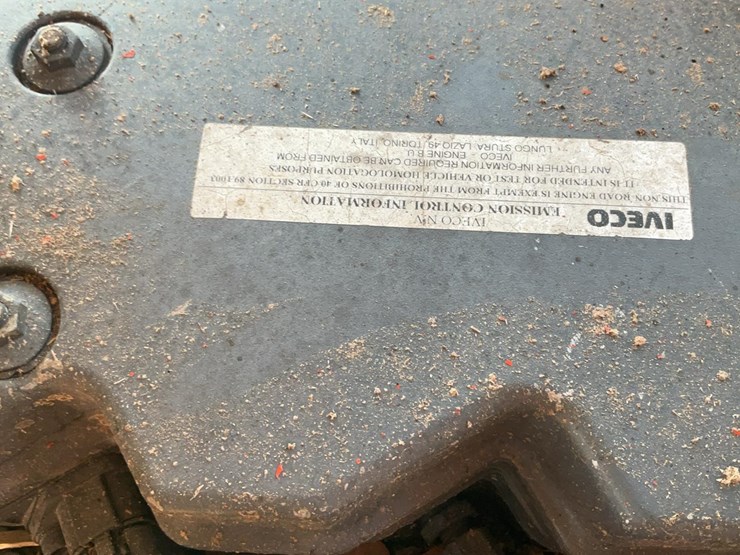 IVECO
IVECO N.V.
"EMISSION CONTROL INFORMATION
THIS NON ROAD ENGINE IS EXEMPT FROM THE PROHIBITIONS OF 40 CFR SECTION 89.1003
IT IS INTENDED FOR TEST OR VEHICLE HOMOLOGATION PURPOSES
ANY FURTHER INFORMATION REQUIRED CAN BE OBTAINED FROM
IVECO - ENGINE B.U.
LUNGO STURA LAZIO 49/TORINO, ITALY